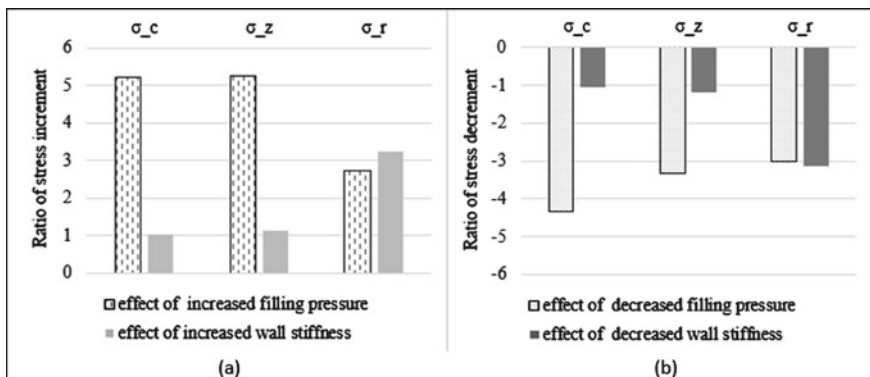 σ_c σ_z σ_r
6
5
4
3
2
1
0
Ratio of stress increment
effect of increased filling pressure
effect of increased wall stiffness
(a)
σ_c σ_z σ_r
0
-1
-2
-3
-4
-5
-6
Ratio of stress decrement
effect of decreased filling pressure
effect of decreased wall stiffness
(b)